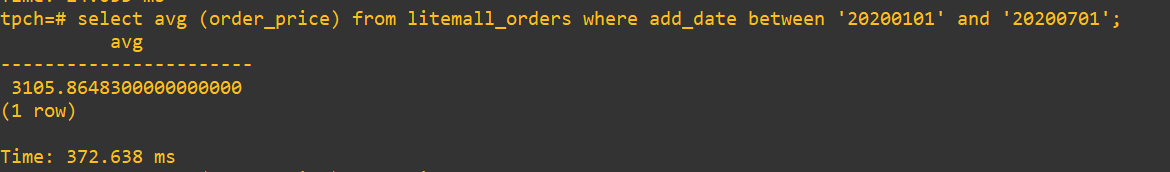 tpch=# select avg (order_price) from litemall_orders where add_date between '20200101' and '20200701';
avg
-----------------------
3105.8648300000000000
(1 row)
Time: 372.638 ms